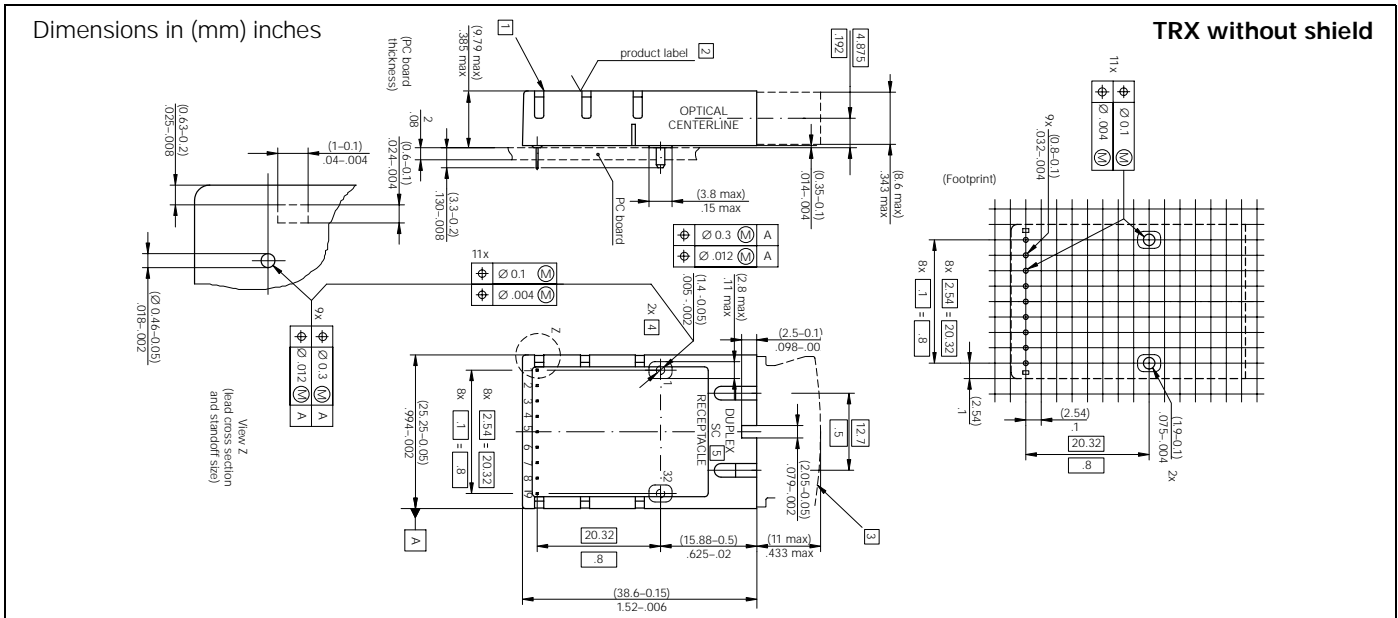 Dimensions in (mm) inches
TRX without shield
1
product label
2
(9.79 max)
.385 max
(PC board
thickness)
2
.08
OPTICAL
CENTERLINE
4.875
.192
(0.63–0.2)
.025–.008
(1–0.1)
.04–.004
(0.6–0.1)
.024–.004
(3.3–0.2)
.130–.008
PC board
(3.8 max)
.15 max
(0.35–0.1)
.014–.004
(8.6 max)
.343 max
11x
⌖ Ø 0.1 Ⓜ
⌖ Ø .004 Ⓜ
9x
(0.8–0.1)
.032–.004
(Footprint)
8x 2.54 = 20.32
8x .1 = .8
(2.54)
.1
(2.54)
.1
20.32
.8
(1.9–0.1)
.075–.004
2x
(Ø 0.46–0.05)
.018–.002
9x
⌖ Ø 0.3 Ⓜ A
⌖ Ø .012 Ⓜ A
View Z
(lead cross section
and standoff size)
11x
⌖ Ø 0.1 Ⓜ
⌖ Ø .004 Ⓜ
⌖ Ø 0.3 Ⓜ A
⌖ Ø .012 Ⓜ A
2x
4
(1.4 -0.05)
.005 -.002
(2.8 max)
.11 max
(2.5–0.1)
.098–.00
Z
1
2
3
4
5
6
7
8
9
1
32
DUPLEX
SC 5
RECEPTACLE
12.7
.5
(2.05–0.05)
.079–.002
3
(25.25–0.05)
.994–.002
8x 2.54 = 20.32
8x .1 = .8
A
20.32
.8
(15.88–0.5)
.625–.02
(11 max)
.433 max
(38.6–0.15)
1.52–.006